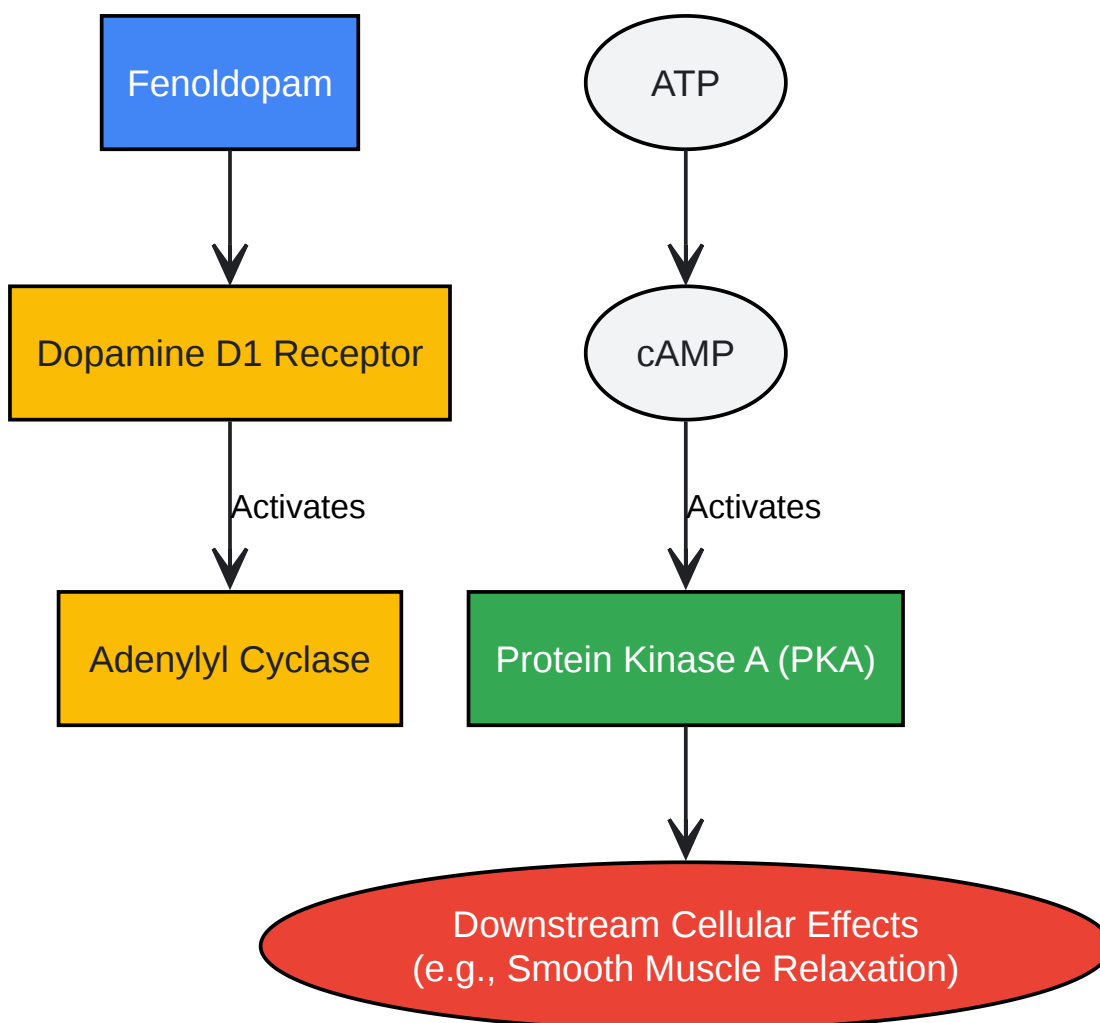 Fenoldopam
ATP
Dopamine D1 Receptor
cAMP
Activates
Activates
Adenylyl Cyclase
Protein Kinase A (PKA)
Downstream Cellular Effects
(e.g., Smooth Muscle Relaxation)